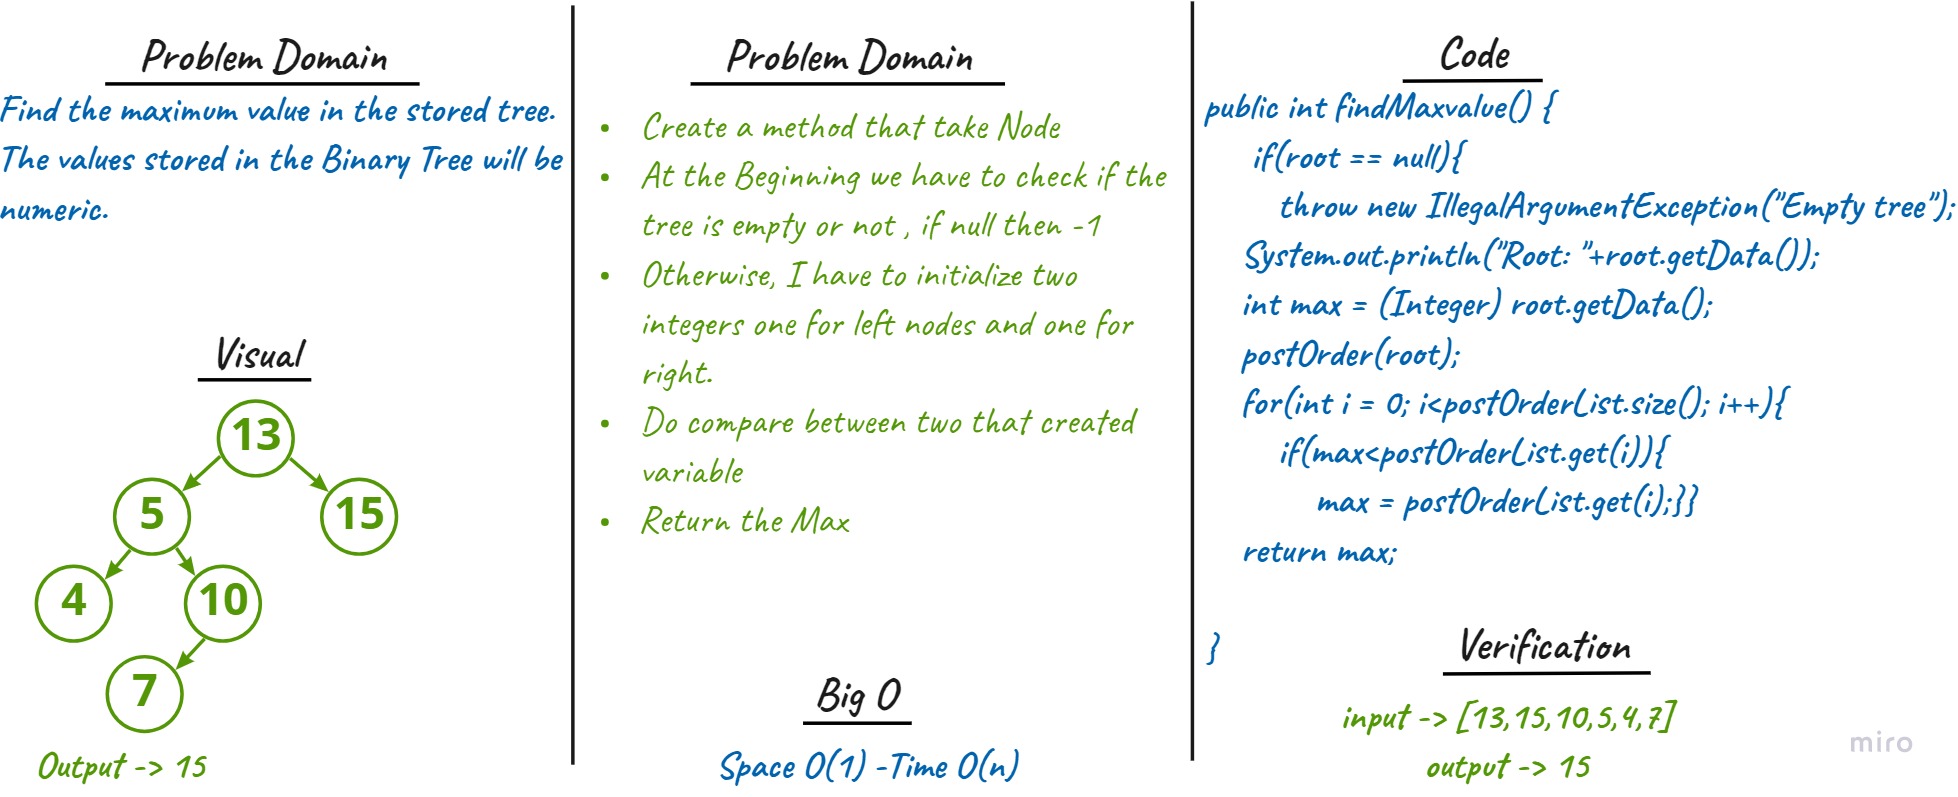 Problem Domain
Find the maximum value in the stored tree.
The values stored in the Binary Tree will be
numeric.
Visual
13
5
15
4
10
7
Output -> 15
Problem Domain
• Create a method that take Node
• At the Beginning we have to check if the
tree is empty or not , if null then -1
• Otherwise, I have to initialize two
integers one for left nodes and one for
right.
• Do compare between two that created
variable
• Return the Max
Big O
Space O(1) -Time O(n)
Code
public int findMaxvalue() {
if(root == null){
throw new IllegalArgumentException("Empty tree");
System.out.println("Root: "+root.getData());
int max = (Integer) root.getData();
postOrder(root);
for(int i = 0; i<postOrderList.size(); i++){
if(max<postOrderList.get(i)){
max = postOrderList.get(i);}}
return max;
}
Verification
input -> [13,15,10,5,4,7]
output -> 15
miro